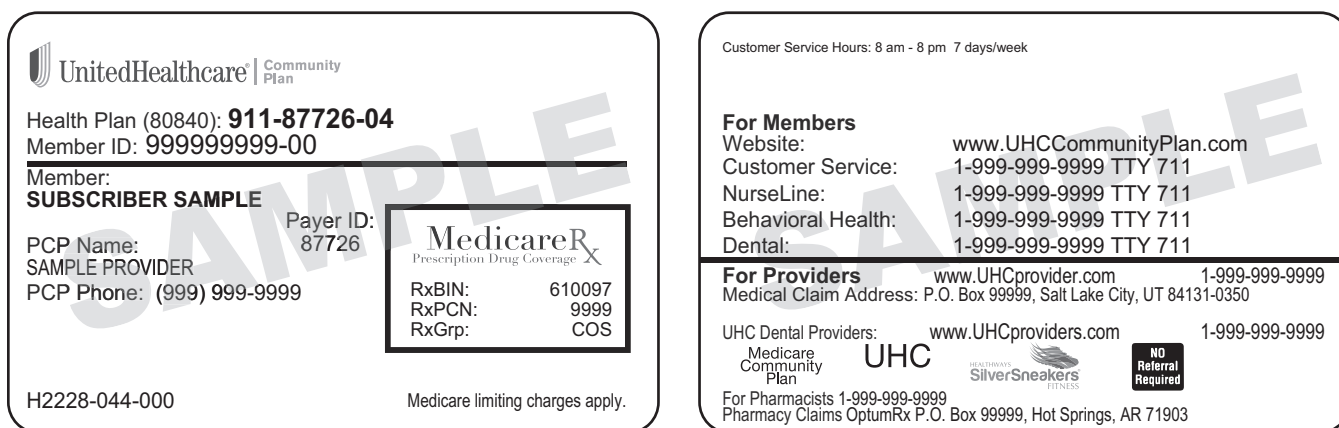 UnitedHealthcare® | Community Plan
Health Plan (80840): 911-87726-04
Member ID: 999999999-00
Member:
SUBSCRIBER SAMPLE
Payer ID:
87726
PCP Name:
SAMPLE PROVIDER
PCP Phone: (999) 999-9999
MedicareRx
Prescription Drug Coverage
RxBIN: 610097
RxPCN: 9999
RxGrp: COS
H2228-044-000
Medicare limiting charges apply.
SAMPLE
Customer Service Hours: 8 am - 8 pm 7 days/week
For Members
Website: www.UHCCommunityPlan.com
Customer Service: 1-999-999-9999 TTY 711
NurseLine: 1-999-999-9999 TTY 711
Behavioral Health: 1-999-999-9999 TTY 711
Dental: 1-999-999-9999 TTY 711
For Providers www.UHCprovider.com 1-999-999-9999
Medical Claim Address: P.O. Box 99999, Salt Lake City, UT 84131-0350
UHC Dental Providers: www.UHCproviders.com 1-999-999-9999
Medicare
Community
Plan
UHC
HEALTHWAYS
SilverSneakers®
FITNESS
NO
Referral
Required
For Pharmacists 1-999-999-9999
Pharmacy Claims OptumRx P.O. Box 99999, Hot Springs, AR 71903
SAMPLE